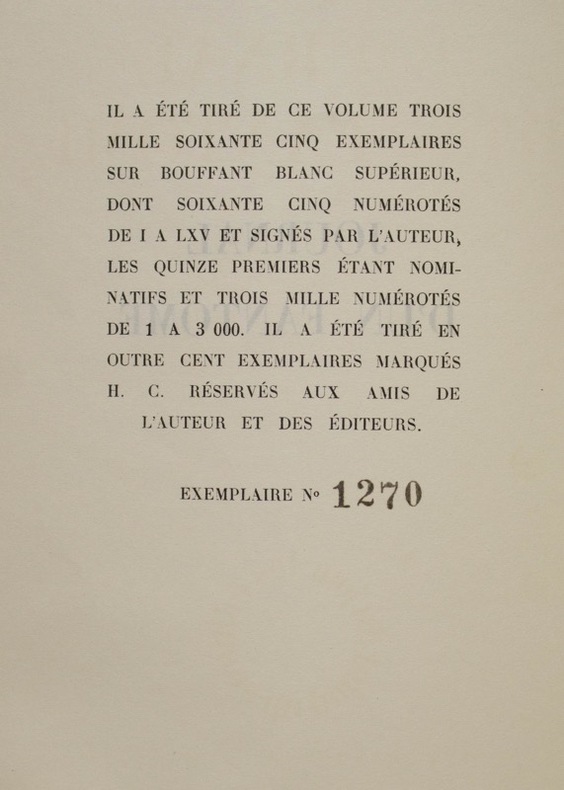 IL A ÉTÉ TIRÉ DE CE VOLUME TROIS
MILLE SOIXANTE CINQ EXEMPLAIRES
SUR BOUFFANT BLANC SUPÉRIEUR,
DONT SOIXANTE CINQ NUMÉROTÉS
DE I A LXV ET SIGNÉS PAR L'AUTEUR,
LES QUINZE PREMIERS ÉTANT NOMI-
NATIFS ET TROIS MILLE NUMÉROTÉS
DE 1 A 3 000. IL A ÉTÉ TIRÉ EN
OUTRE CENT EXEMPLAIRES MARQUÉS
H. C. RÉSERVÉS AUX AMIS DE
L'AUTEUR ET DES ÉDITEURS.
EXEMPLAIRE Nº 1270